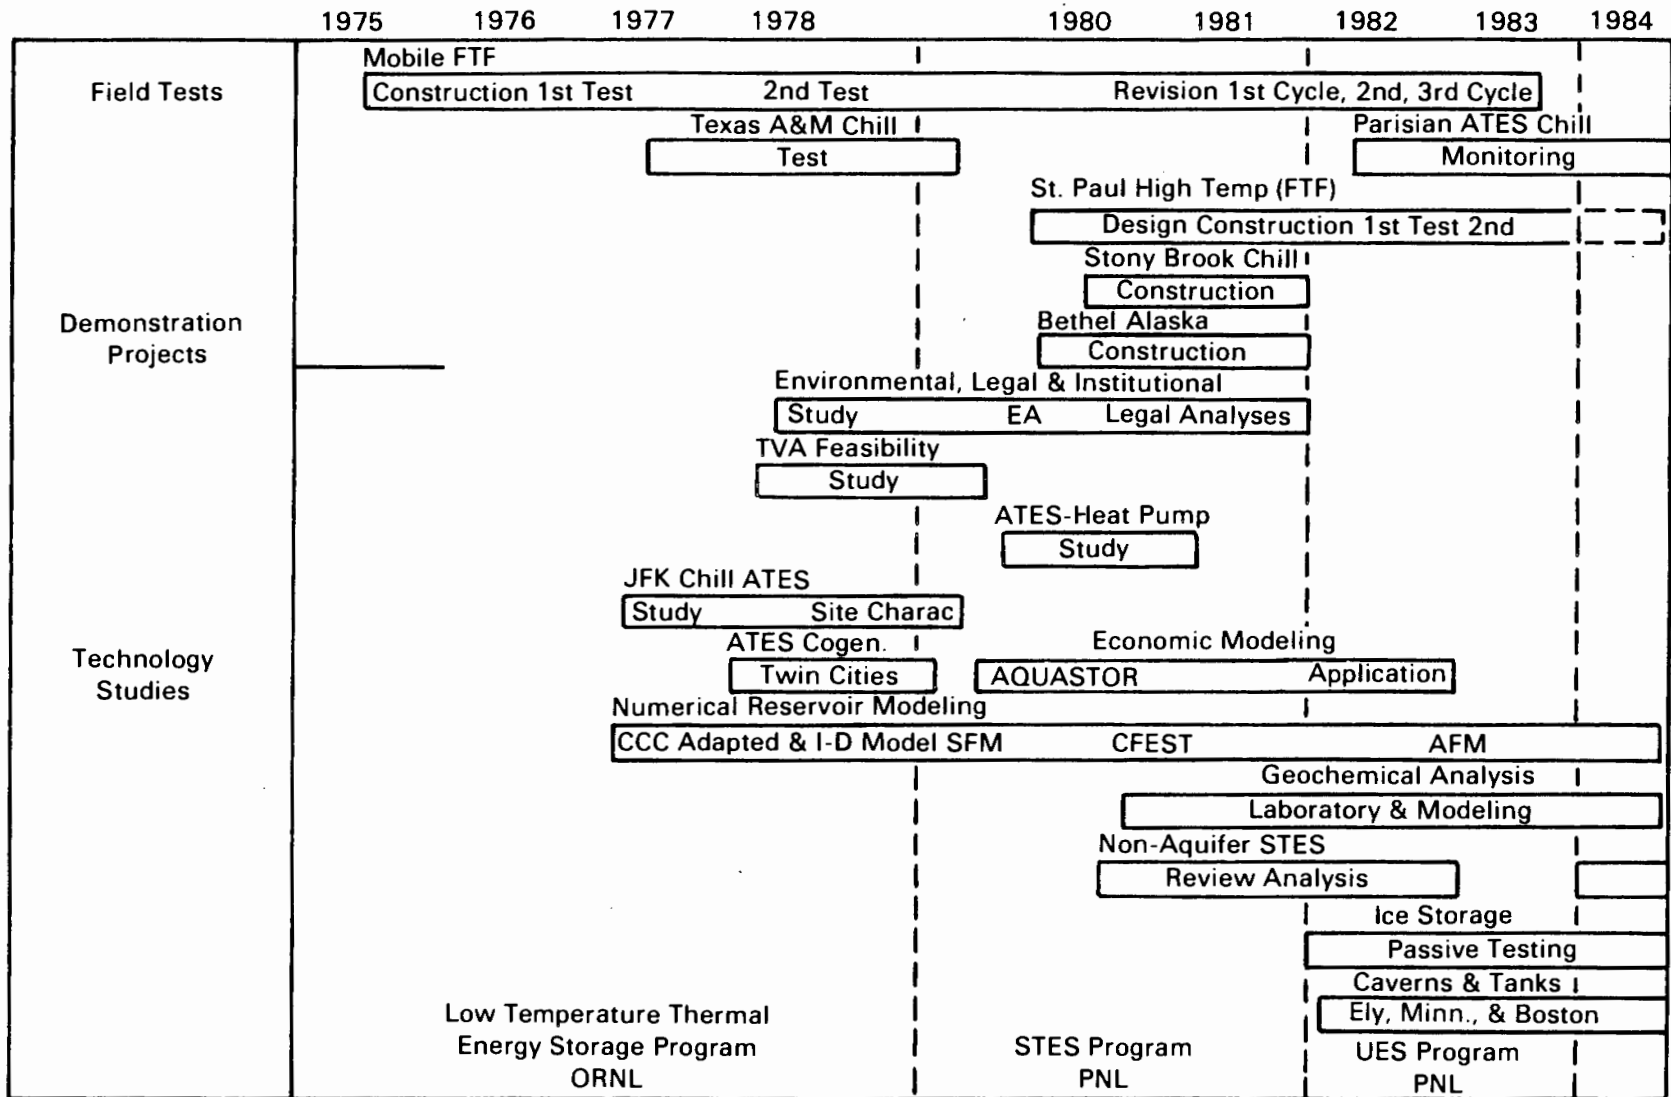 1975 1976 1977 1978 1980 1981 1982 1983 1984
Mobile FTF
Field Tests
Construction 1st Test 2nd Test Revision 1st Cycle, 2nd, 3rd Cycle
Texas A&M Chill Parisian ATES Chill
Test Monitoring
St. Paul High Temp (FTF)
Design Construction 1st Test 2nd
Stony Brook Chill
Construction
Demonstration
Projects
Bethel Alaska
Construction
Environmental, Legal & Institutional
Study EA Legal Analyses
TVA Feasibility
Study
ATES-Heat Pump
Study
JFK Chill ATES
Study Site Charac
Technology
Studies
ATES Cogen. Economic Modeling
Twin Cities AQUASTOR Application
Numerical Reservoir Modeling
CCC Adapted & I-D Model SFM CFEST AFM
Geochemical Analysis
Laboratory & Modeling
Non-Aquifer STES
Review Analysis
Ice Storage
Passive Testing
Caverns & Tanks
Ely, Minn., & Boston
Low Temperature Thermal
Energy Storage Program
ORNL
STES Program
PNL
UES Program
PNL